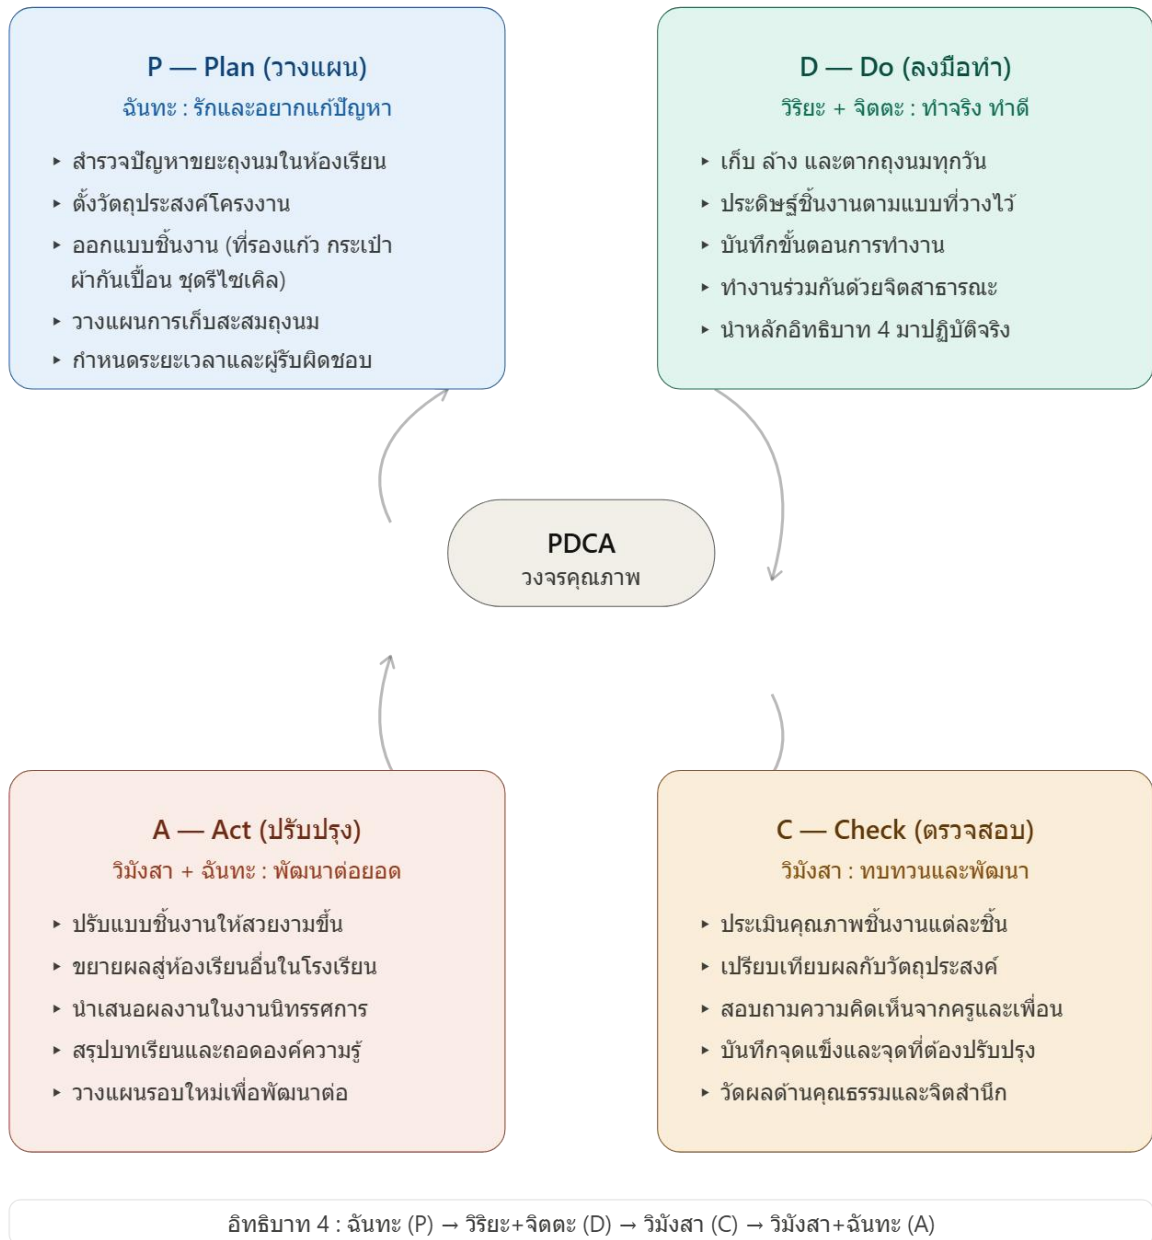 P — Plan (วางแผน)
ฉันทะ : รักและอยากแก้ปัญหา
▸ สำรวจปัญหาขยะถุงนมในห้องเรียน
▸ ตั้งวัตถุประสงค์โครงงาน
▸ ออกแบบชิ้นงาน (ที่รองแก้ว กระเป๋า
ผ้ากันเปื้อน ชุดรีไซเคิล)
▸ วางแผนการเก็บสะสมถุงนม
▸ กำหนดระยะเวลาและผู้รับผิดชอบ
D — Do (ลงมือทำ)
วิริยะ + จิตตะ : ทำจริง ทำดี
▸ เก็บ ล้าง และตากถุงนมทุกวัน
▸ ประดิษฐ์ชิ้นงานตามแบบที่วางไว้
▸ บันทึกขั้นตอนการทำงาน
▸ ทำงานร่วมกันด้วยจิตสาธารณะ
▸ นำหลักอิทธิบาท 4 มาปฏิบัติจริง
PDCA
วงจรคุณภาพ
A — Act (ปรับปรุง)
วิมังสา + ฉันทะ : พัฒนาต่อยอด
▸ ปรับแบบชิ้นงานให้สวยงามขึ้น
▸ ขยายผลสู่ห้องเรียนอื่นในโรงเรียน
▸ นำเสนอผลงานในงานนิทรรศการ
▸ สรุปบทเรียนและถอดองค์ความรู้
▸ วางแผนรอบใหม่เพื่อพัฒนาต่อ
C — Check (ตรวจสอบ)
วิมังสา : ทบทวนและพัฒนา
▸ ประเมินคุณภาพชิ้นงานแต่ละชิ้น
▸ เปรียบเทียบผลกับวัตถุประสงค์
▸ สอบถามความคิดเห็นจากครูและเพื่อน
▸ บันทึกจุดแข็งและจุดที่ต้องปรับปรุง
▸ วัดผลด้านคุณธรรมและจิตสำนึก
อิทธิบาท 4 : ฉันทะ (P) → วิริยะ+จิตตะ (D) → วิมังสา (C) → วิมังสา+ฉันทะ (A)